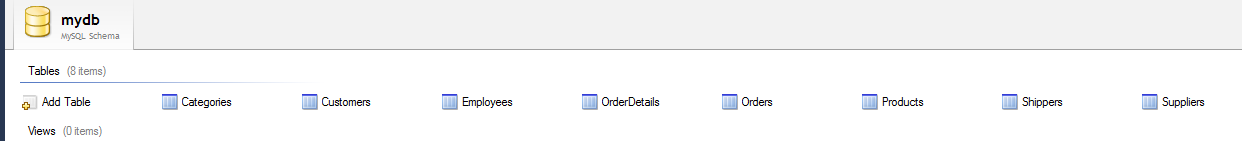 mydb
MySQL Schema
Tables (8 items)
Add Table Categories Customers Employees OrderDetails Orders Products Shippers Suppliers
Views (0 items)